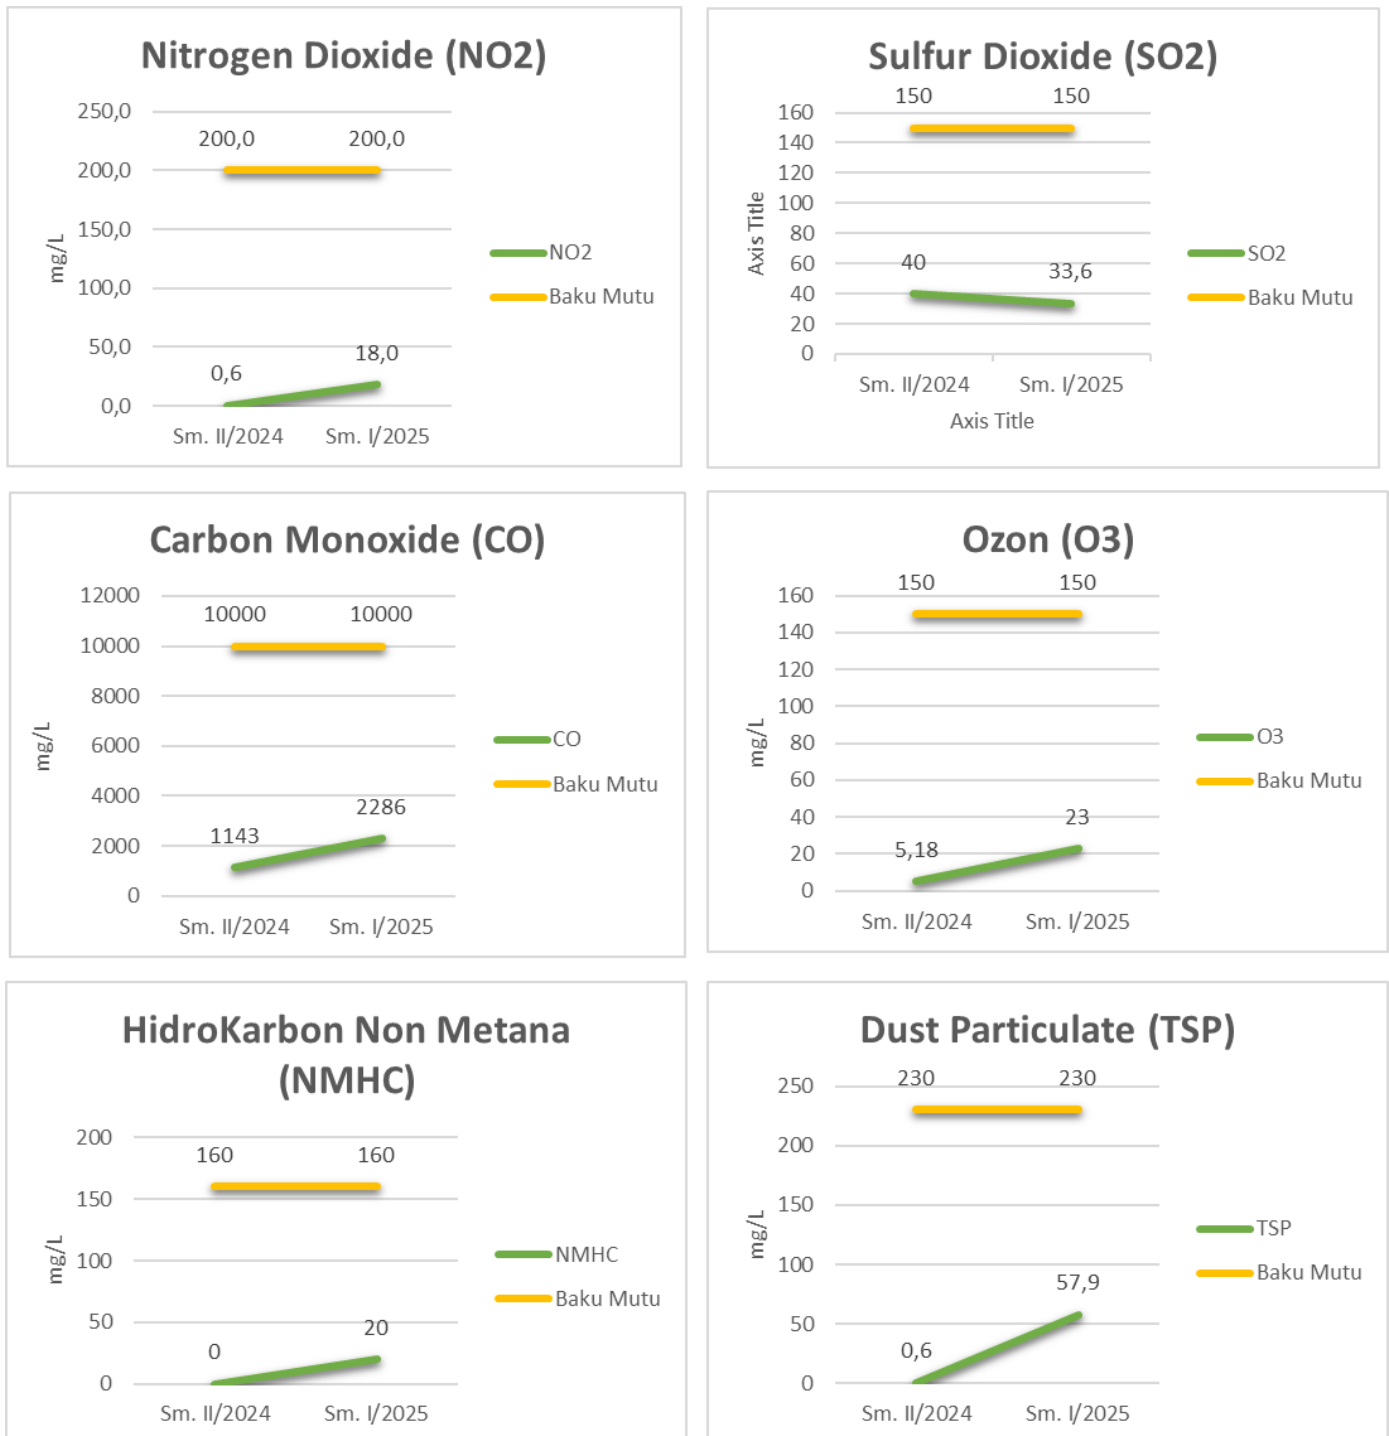 Nitrogen Dioxide (NO2)
250,0
200,0
150,0
100,0
50,0
0,0
mg/L
200,0 200,0
0,6
18,0
Sm. II/2024 Sm. I/2025
NO2
Baku Mutu
Sulfur Dioxide (SO2)
150 150
160
140
120
100
80
60
40
20
0
Axis Title
40
33,6
Sm. II/2024 Sm. I/2025
Axis Title
SO2
Baku Mutu
Carbon Monoxide (CO)
12000
10000
8000
6000
4000
2000
0
mg/L
10000 10000
1143
2286
Sm. II/2024 Sm. I/2025
CO
Baku Mutu
Ozon (O3)
150 150
160
140
120
100
80
60
40
20
0
mg/L
5,18
23
Sm. II/2024 Sm. I/2025
O3
Baku Mutu
HidroKarbon Non Metana
(NMHC)
200
150
100
50
0
mg/L
160 160
0
20
Sm. II/2024 Sm. I/2025
NMHC
Baku Mutu
Dust Particulate (TSP)
250
200
150
100
50
0
mg/L
230 230
0,6
57,9
Sm. II/2024 Sm. I/2025
TSP
Baku Mutu